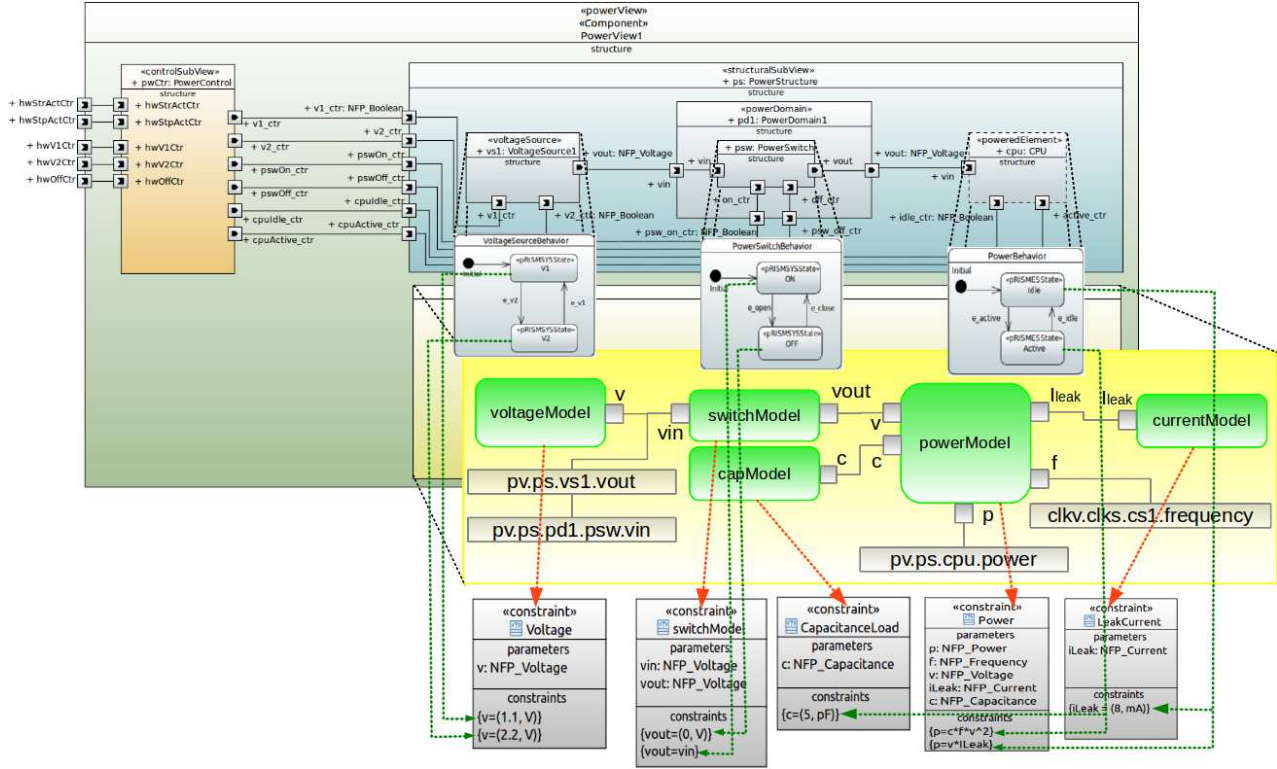 «powerView»
«Component»
PowerView1
structure
«controlSubView»
+ pwCtr: PowerControl
structure
+ hwStrActCtr
+ hwStrActCtr
+ hwStpActCtr
+ hwStpActCtr
+ hwV1Ctr
+ hwV1Ctr
+ hwV2Ctr
+ hwV2Ctr
+ hwOffCtr
+ hwOffCtr
+ v1_ctr
+ v2_ctr
+ pswOn_ctr
+ pswOff_ctr
+ cpuIdle_ctr
+ cpuActive_ctr
«structuralSubView»
+ ps: PowerStructure
structure
+ v1_ctr: NFP_Boolean
+ v2_ctr
+ pswOn_ctr
+ pswOff_ctr
+ cpuIdle_ctr
+ cpuActive_ctr
«voltageSource»
+ vs1: VoltageSource1
structure
+ vout: NFP_Voltage
+ v1_ctr
+ v2_ctr: NFP_Boolean
«powerDomain»
+ pd1: PowerDomain1
structure
+ psw: PowerSwitch
structure
+ vin
+ vin
+ vout
+ vout: NFP_Voltage
on_ctr
+ off_ctr
+ psw_on_ctr: NFP_Boolean
+ psw_off_ctr
«poweredElement»
+ cpu: CPU
structure
+ vin
+ idle_ctr: NFP_Boolean
+ active_ctr
VoltageSourceBehavior
Initial
«pRISMSYSState»
V1
e_v2
e_v1
«pRISMSYSState»
V2
PowerSwitchBehavior
Initial
«pRISMSYSState»
ON
e_open
e_close
«pRISMSYSState»
OFF
PowerBehavior
Initial
«pRISMESState»
Idle
e_active
e_idle
«pRISMESState»
Active
voltageModel
v
vin
switchModel
vout
v
capModel
c
c
powerModel
Ileak
Ileak
currentModel
f
p
pv.ps.vs1.vout
pv.ps.pd1.psw.vin
clkv.clks.cs1.frequency
pv.ps.cpu.power
«constraint»
Voltage
parameters
v: NFP_Voltage
constraints
{v=(1.1, V)}
{v=(2.2, V)}
«constraint»
switchModel
parameters
vin: NFP_Voltage
vout: NFP_Voltage
constraints
{vout=(0, V)}
{vout=vin}
«constraint»
CapacitanceLoad
parameters
c: NFP_Capacitance
constraints
{c=(5, pF)}
«constraint»
Power
parameters
p: NFP_Power
f: NFP_Frequency
v: NFP_Voltage
iLeak: NFP_Current
c: NFP_Capacitance
constraints
{p=c*f*v^2}
{p=v*ILeak}
«constraint»
LeakCurrent
parameters
iLeak: NFP_Current
constraints
{iLeak = (8, mA)}